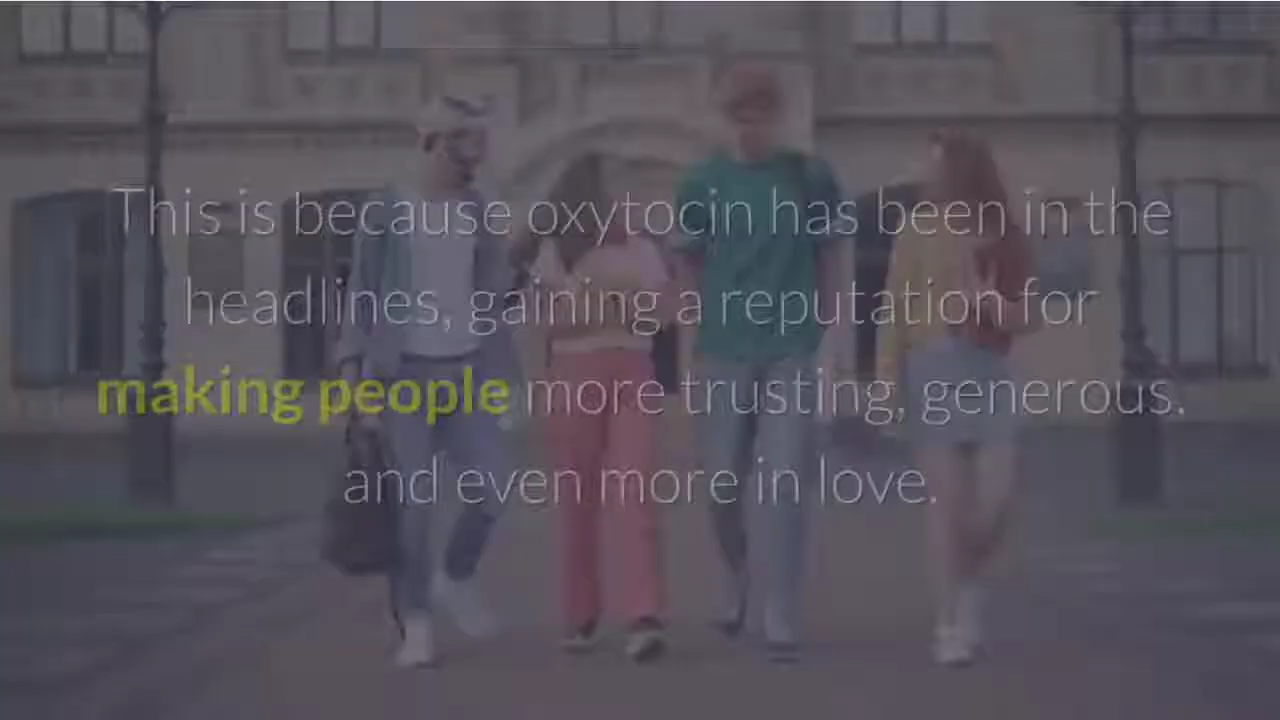 This is because oxytocin has been in the
headlines, gaining a reputation for
making people more trusting, generous.
and even more in love.